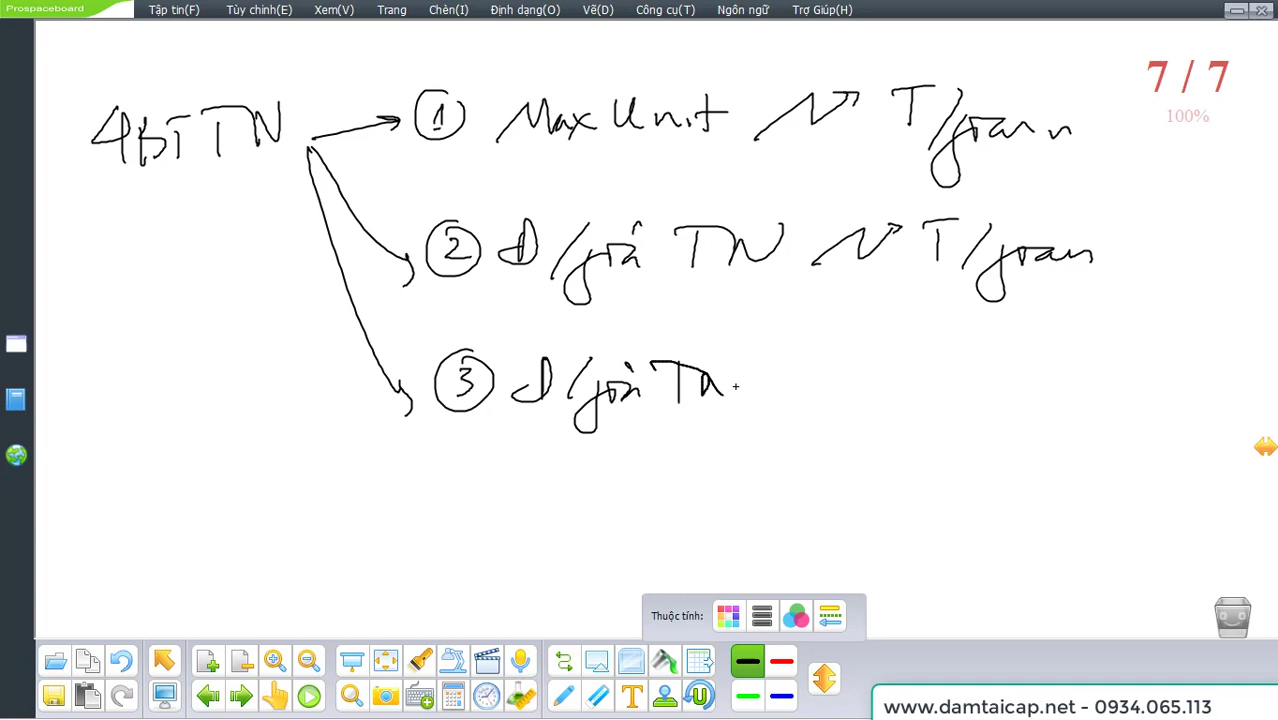 Prospaceboard
Tập tin(F) Tùy chỉnh(E) Xem(V) Trang Chèn(I) Định dạng(O) Vẽ(D) Công cụ(T) Ngôn ngữ Trợ Giúp(H)
7 / 7
100%
4BT TN
① Max Unit T/gian
② Đ/giá TN T/gian
③ Đ/giá Tn
Thuộc tính:
www.damtaicap.net - 0934.065.113